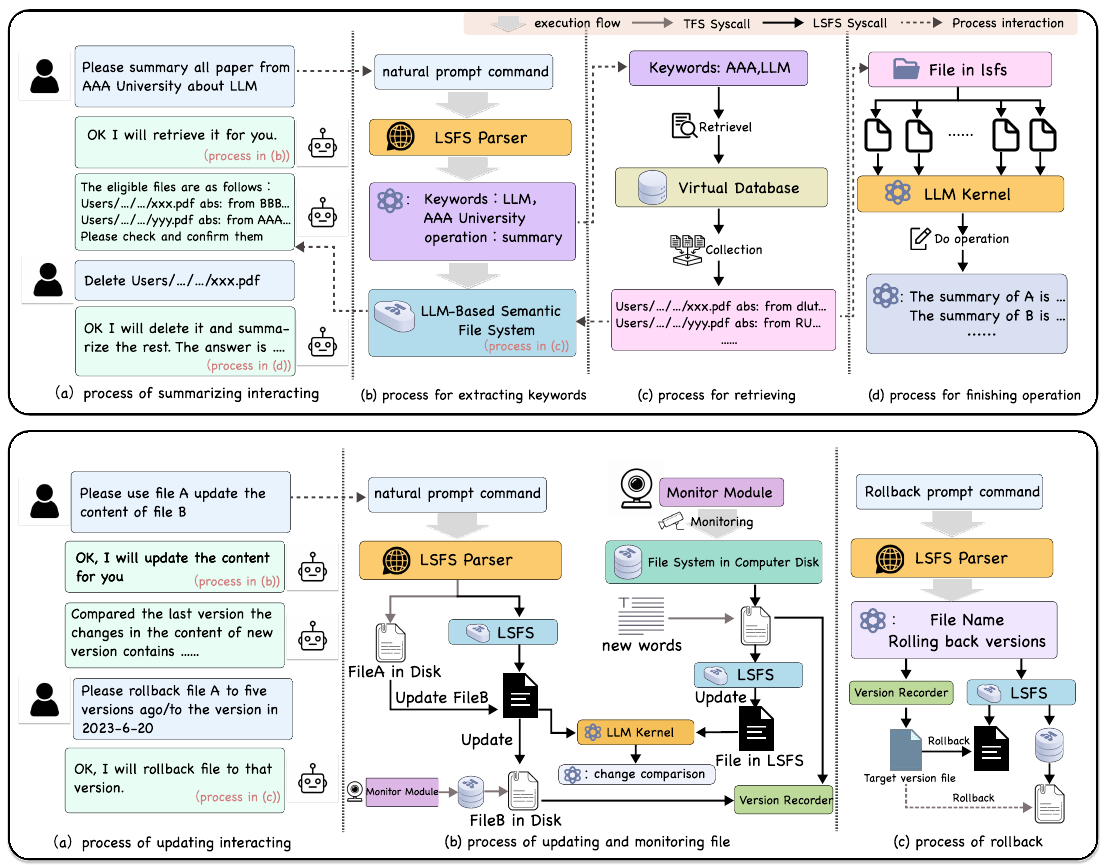 execution flow
TFS Syscall
LSFS Syscall
Process interaction
Please summary all paper from
AAA University about LLM
OK I will retrieve it for you.
(process in (b))
The eligible files are as follows :
Users/.../.../xxx.pdf abs: from BBB...
Users/.../.../yyy.pdf abs: from AAA...
Please check and confirm them
Delete Users/.../.../xxx.pdf
OK I will delete it and summa-
rize the rest. The answer is ....
(process in (d))
(a) process of summarizing interacting
natural prompt command
LSFS Parser
: Keywords : LLM,
AAA University
operation : summary
LLM-Based Semantic
File System
(process in (c))
(b) process for extracting keywords
Keywords: AAA,LLM
Retrievel
Virtual Database
Collection
Users/.../.../xxx.pdf abs: from dlut...
Users/.../.../yyy.pdf abs: from RU...
......
(c) process for retrieving
File in lsfs
......
LLM Kernel
Do operation
: The summary of A is ...
The summary of B is ...
......
(d) process for finishing operation
Please use file A update the
content of file B
OK, I will update the content
for you
(process in (b))
Compared the last version the
changes in the content of new
version contains ......
Please rollback file A to five
versions ago/to the version in
2023-6-20
OK, I will rollback file to that
version.
(process in (c))
(a) process of updating interacting
natural prompt command
LSFS Parser
LSFS
FileA in Disk
Update FileB
Update
Monitor Module
FileB in Disk
LLM Kernel
: change comparison
Monitor Module
Monitoring
File System in Computer Disk
new words
LSFS
Update
File in LSFS
Version Recorder
(b) process of updating and monitoring file
Rollback prompt command
LSFS Parser
: File Name
Rolling back versions
Version Recorder
LSFS
Rollback
Target version file
Rollback
(c) process of rollback